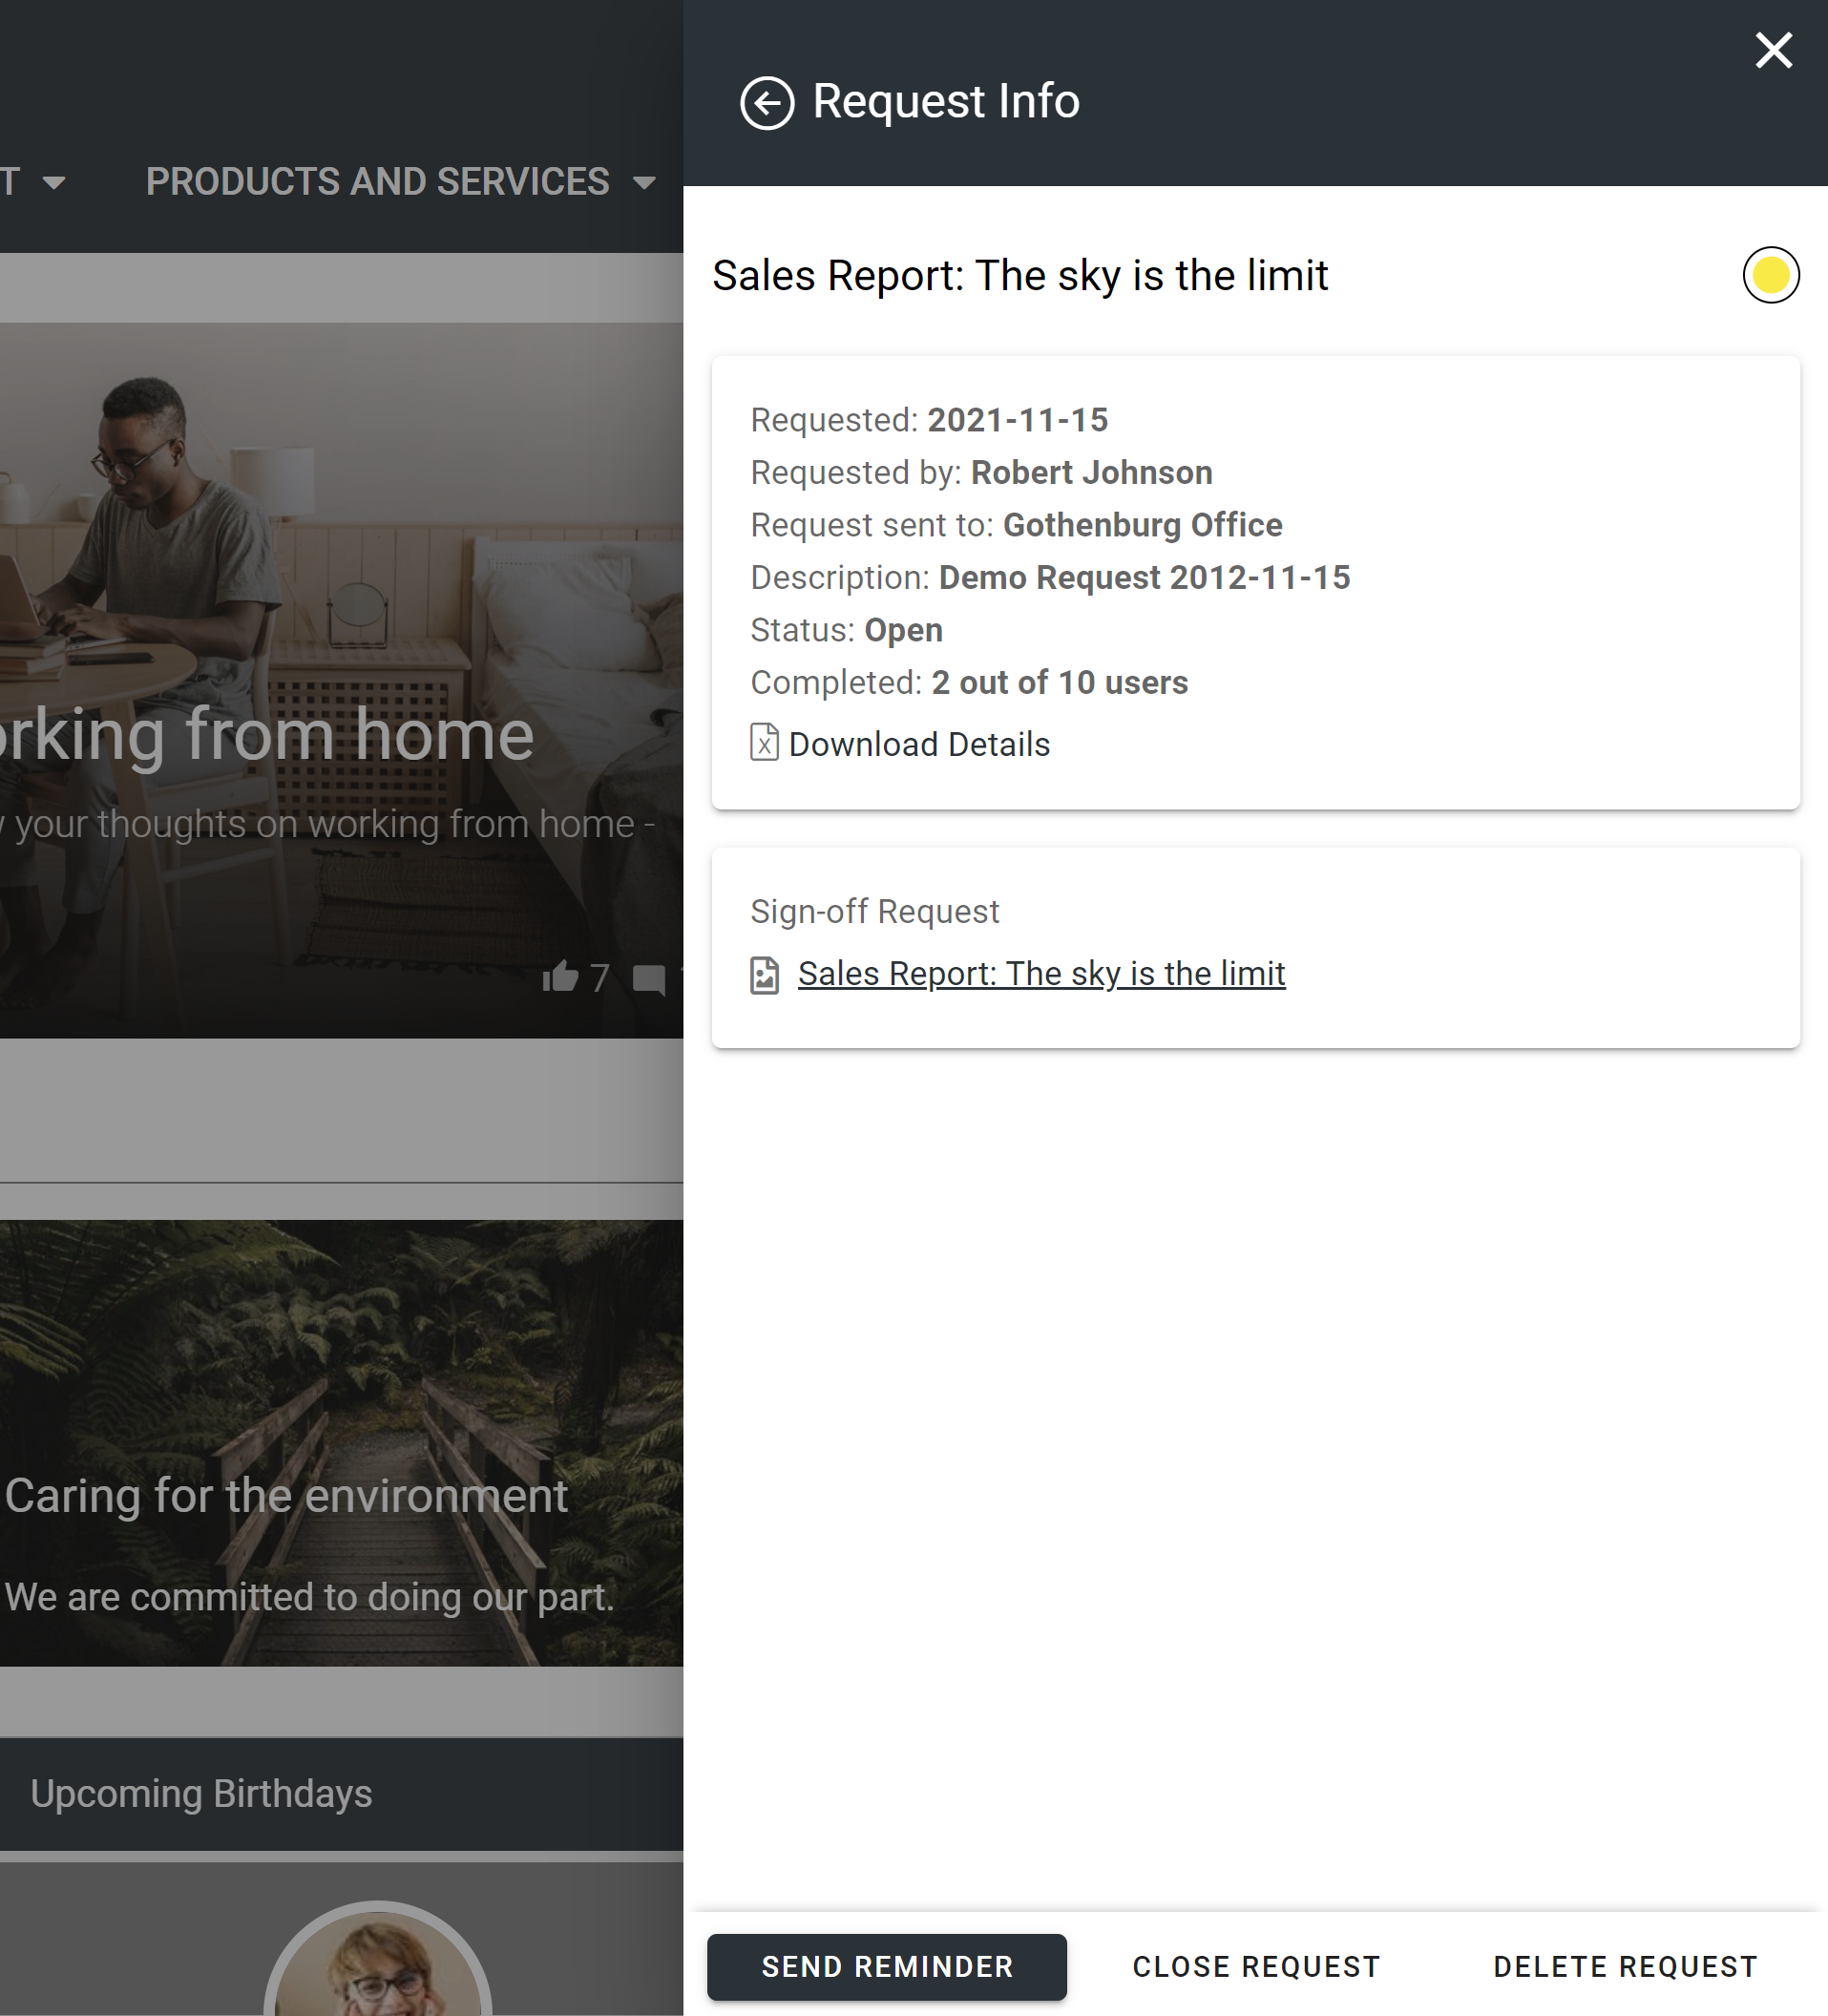 Request Info
T
PRODUCTS AND SERVICES
Sales Report: The sky is the limit
Requested: 2021-11-15
Requested by: Robert Johnson
Request sent to: Gothenburg Office
Description: Demo Request 2012-11-15
Status: Open
Completed: 2 out of 10 users
X Download Details
Sign-off Request
Sales Report: The sky is the limit
orking from home
your thoughts on working from home -
7
Caring for the environment
We are committed to doing our part.
Upcoming Birthdays
SEND REMINDER
CLOSE REQUEST
DELETE REQUEST